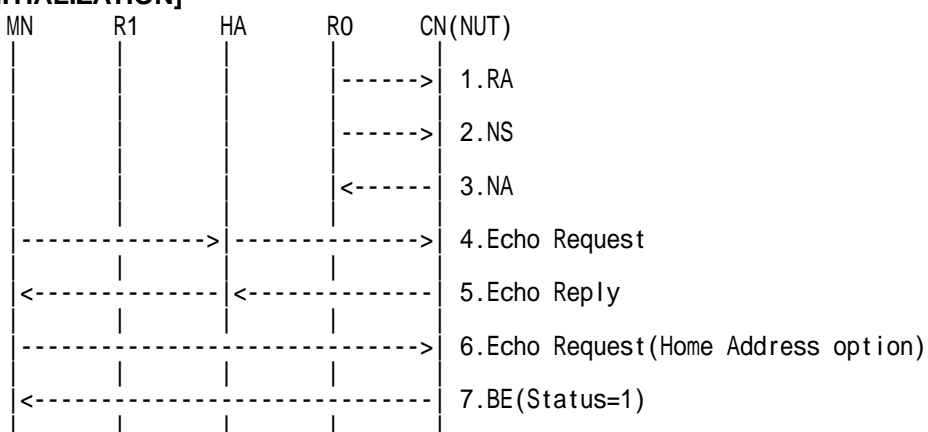 INITIALIZATION]
MN R1 HA R0 CN(NUT)
------>| 1.RA
------>| 2.NS
<------| 3.NA
-------------->|-------------->| 4.Echo Request
<--------------|<--------------| 5.Echo Reply
------------------------------>| 6.Echo Request(Home Address option)
<------------------------------| 7.BE(Status=1)